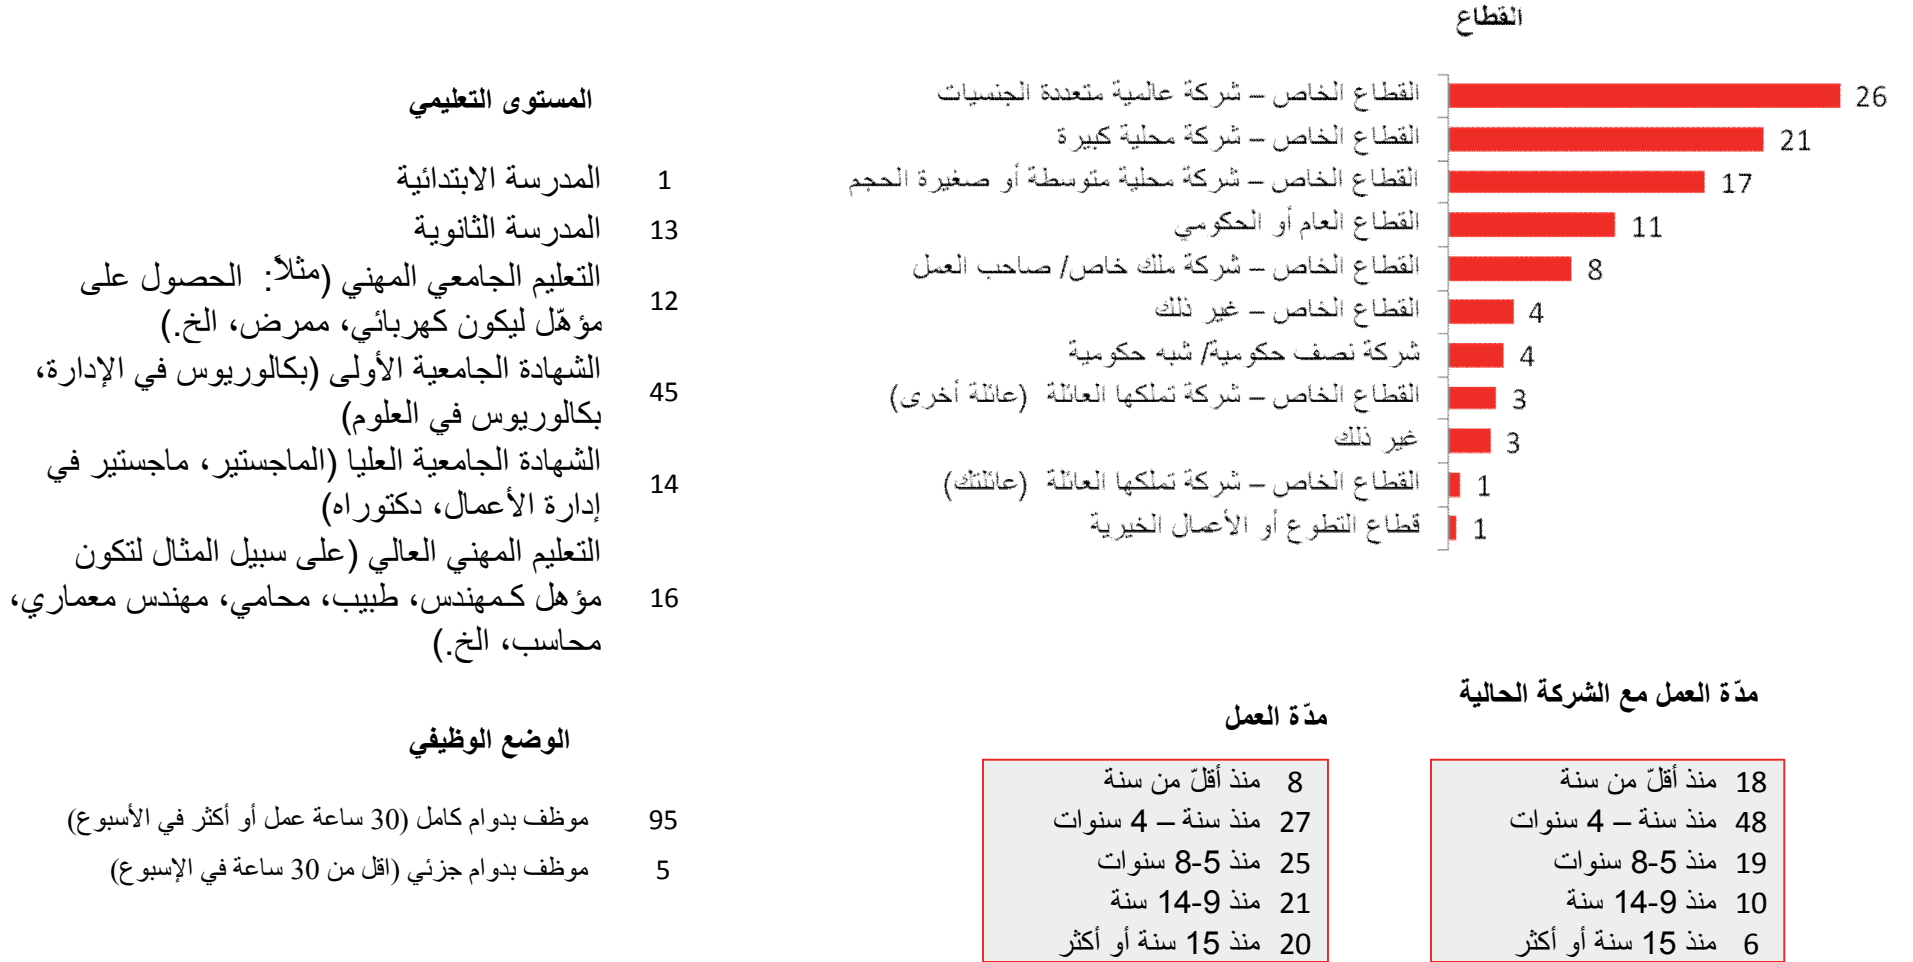 القطاع
القطاع الخاص – شركة عالمية متعددة الجنسيات 26
القطاع الخاص – شركة محلية كبيرة 21
القطاع الخاص – شركة محلية متوسطة أو صغيرة الحجم 17
القطاع العام أو الحكومي 11
القطاع الخاص – شركة ملك خاص/ صاحب العمل 8
القطاع الخاص – غير ذلك 4
شركة نصف حكومية/ شبه حكومية 4
القطاع الخاص – شركة تملكها العائلة (عائلة أخرى) 3
غير ذلك 3
القطاع الخاص – شركة تملكها العائلة (عائلتك) 1
قطاع التطوع أو الأعمال الخيرية 1
المستوى التعليمي
1 المدرسة الابتدائية
13 المدرسة الثانوية
12 التعليم الجامعي المهني (مثلاً: الحصول على
مؤهّل ليكون كهربائي، ممرض، الخ.)
45 الشهادة الجامعية الأولى (بكالوريوس في الإدارة،
بكالوريوس في العلوم)
14 الشهادة الجامعية العليا (الماجستير، ماجستير في
إدارة الأعمال، دكتوراه)
التعليم المهني العالي (على سبيل المثال لتكون
16 مؤهل كـمهندس، طبيب، محامي، مهندس معماري،
محاسب، الخ.)
مدّة العمل مع الشركة الحالية
18 منذ أقلّ من سنة
48 منذ سنة – 4 سنوات
19 منذ 5-8 سنوات
10 منذ 9-14 سنة
6 منذ 15 سنة أو أكثر
مدّة العمل
8 منذ أقلّ من سنة
27 منذ سنة – 4 سنوات
25 منذ 5-8 سنوات
21 منذ 9-14 سنة
20 منذ 15 سنة أو أكثر
الوضع الوظيفي
95 موظف بدوام كامل (30 ساعة عمل أو أكثر في الأسبوع)
5 موظف بدوام جزئي (اقل من 30 ساعة في الإسبوع)